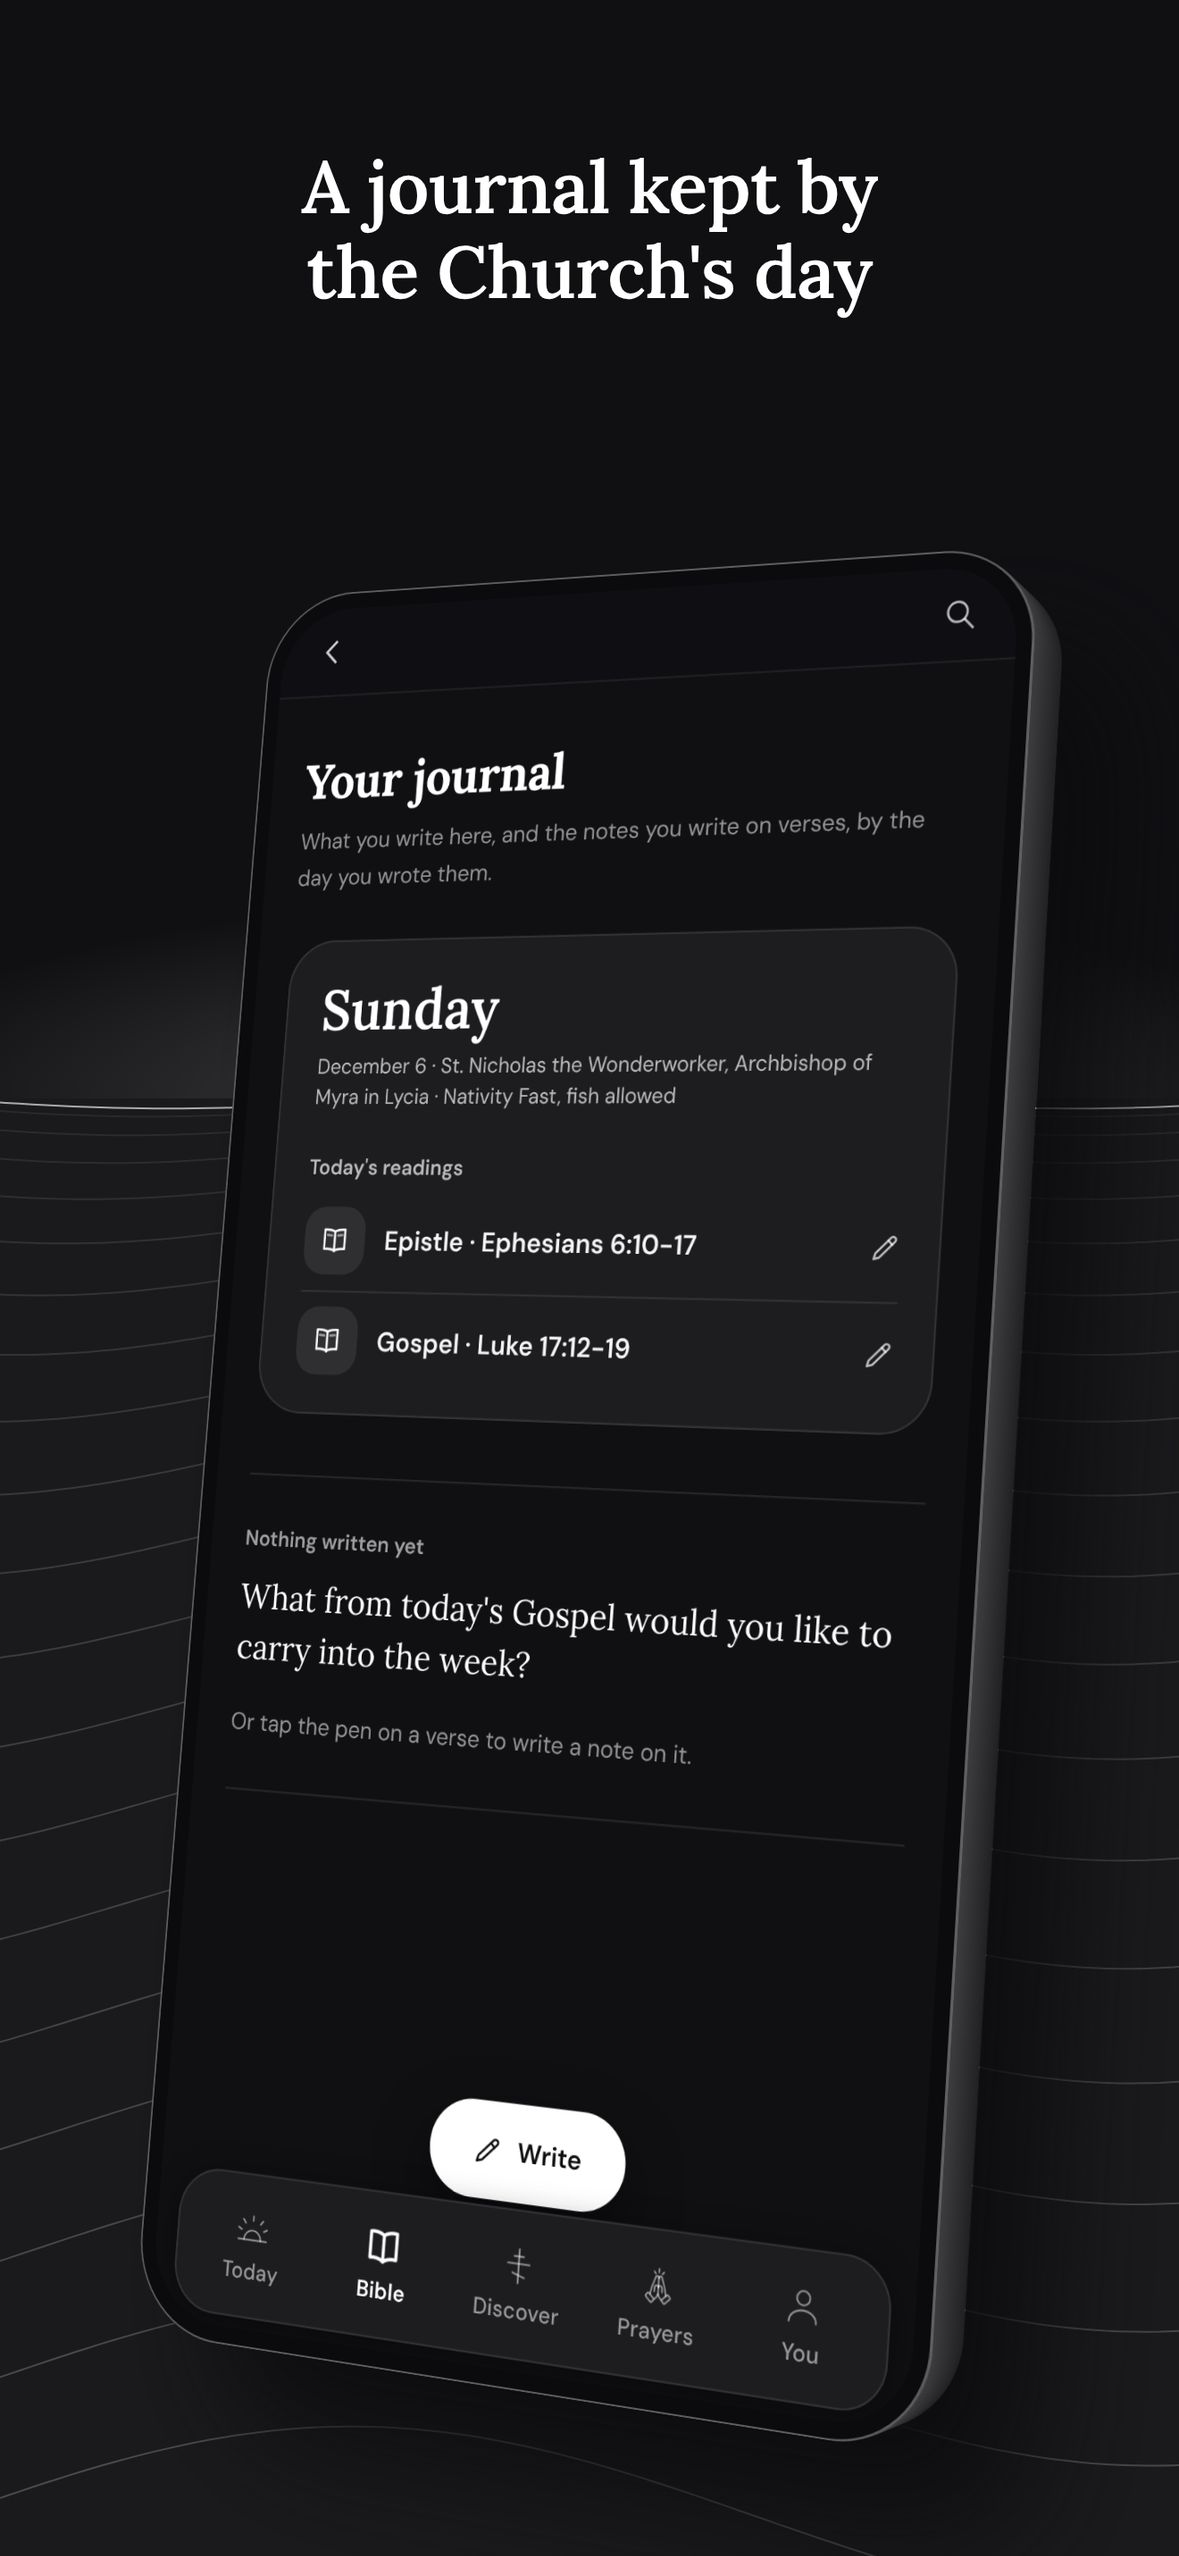 A journal kept by
the Church's day
Your journal
What you write here, and the notes you write on verses, by the
day you wrote them.
Sunday
December 6 · St. Nicholas the Wonderworker, Archbishop of
Myra in Lycia · Nativity Fast, fish allowed
Today's readings
Epistle · Ephesians 6:10–17
Gospel · Luke 17:12–19
Nothing written yet
What from today's Gospel would you like to
carry into the week?
Or tap the pen on a verse to write a note on it.
Write
Today
Bible
Discover
Prayers
You